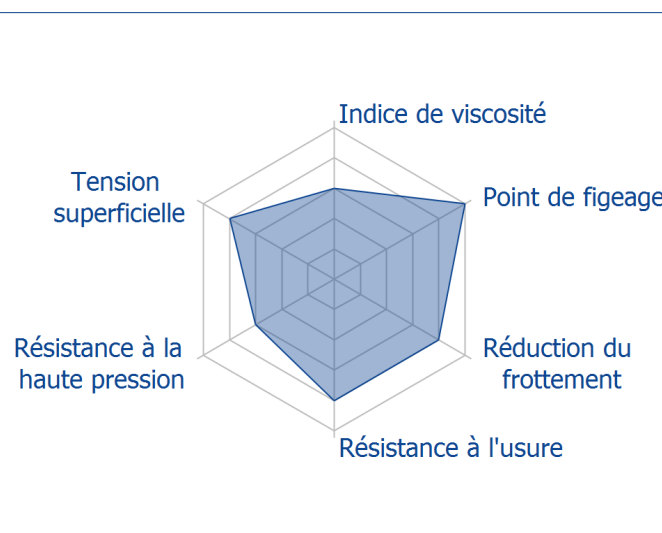 Indice de viscosité
Point de figeage
Réduction du
frottement
Résistance à l'usure
Résistance à la
haute pression
Tension
superficielle